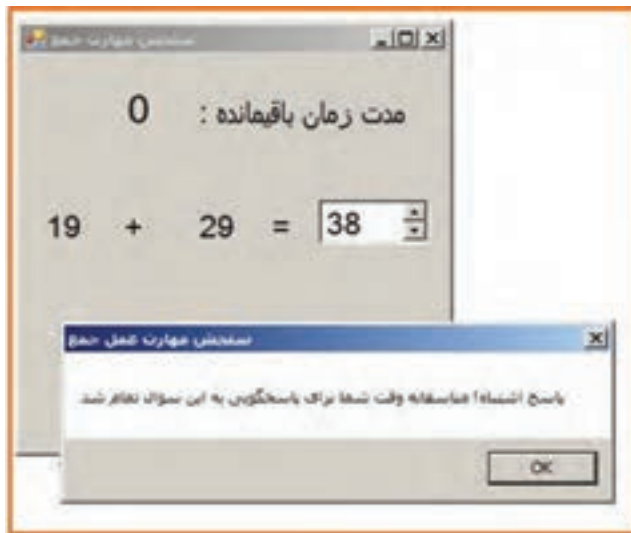 سنجش مهارت جمع
مدت زمان باقیمانده : 0
19 + 29 = 38
سنجش مهارت عمل جمع
پاسخ اشتباه! متاسفانه وقت شما برای پاسخگویی به این سوال تمام شد
OK